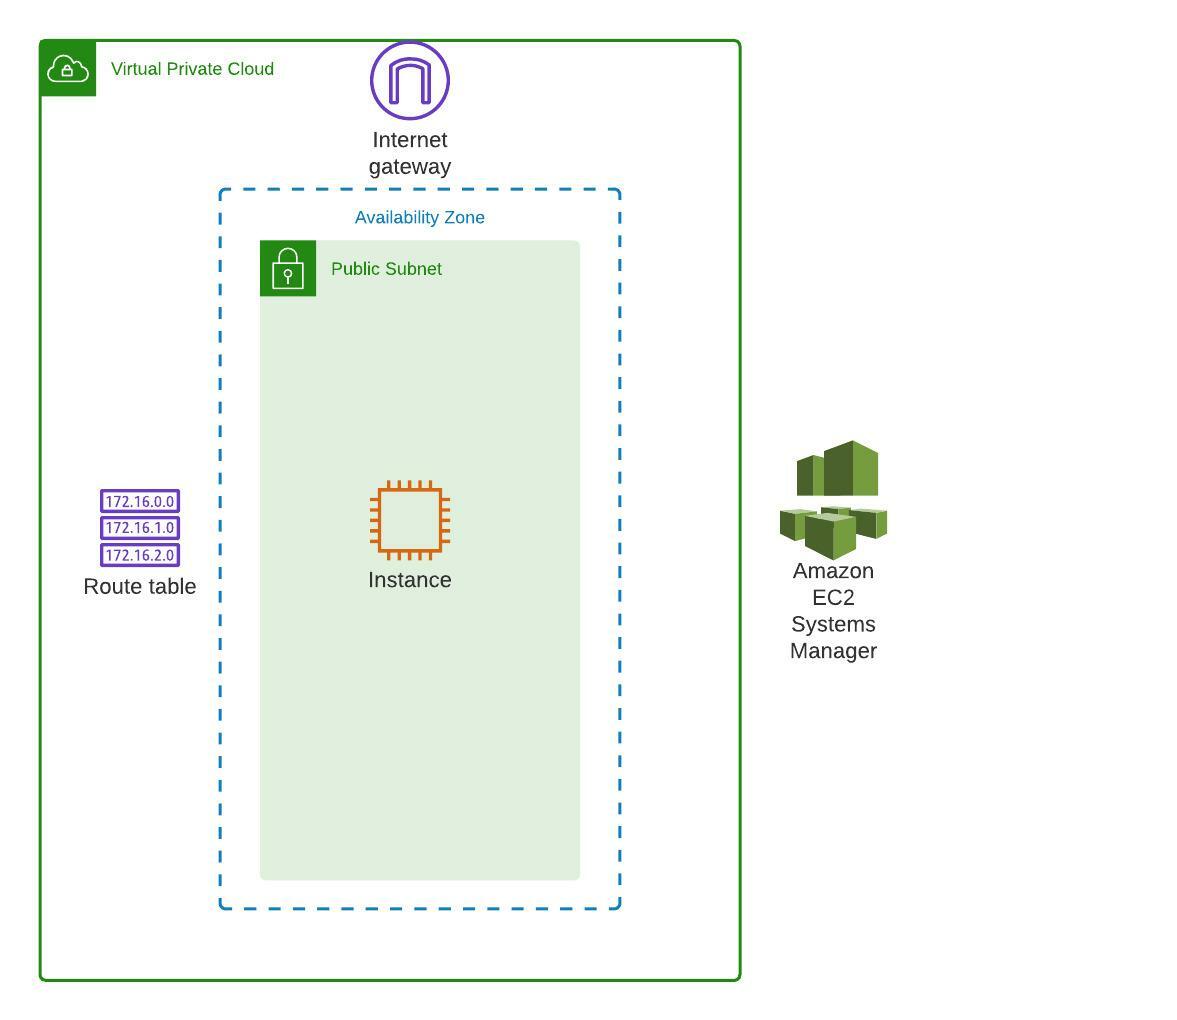 Virtual Private Cloud
Internet
gateway
Availability Zone
Public Subnet
172.16.0.0
172.16.1.0
172.16.2.0
Route table
Instance
Amazon
EC2
Systems
Manager